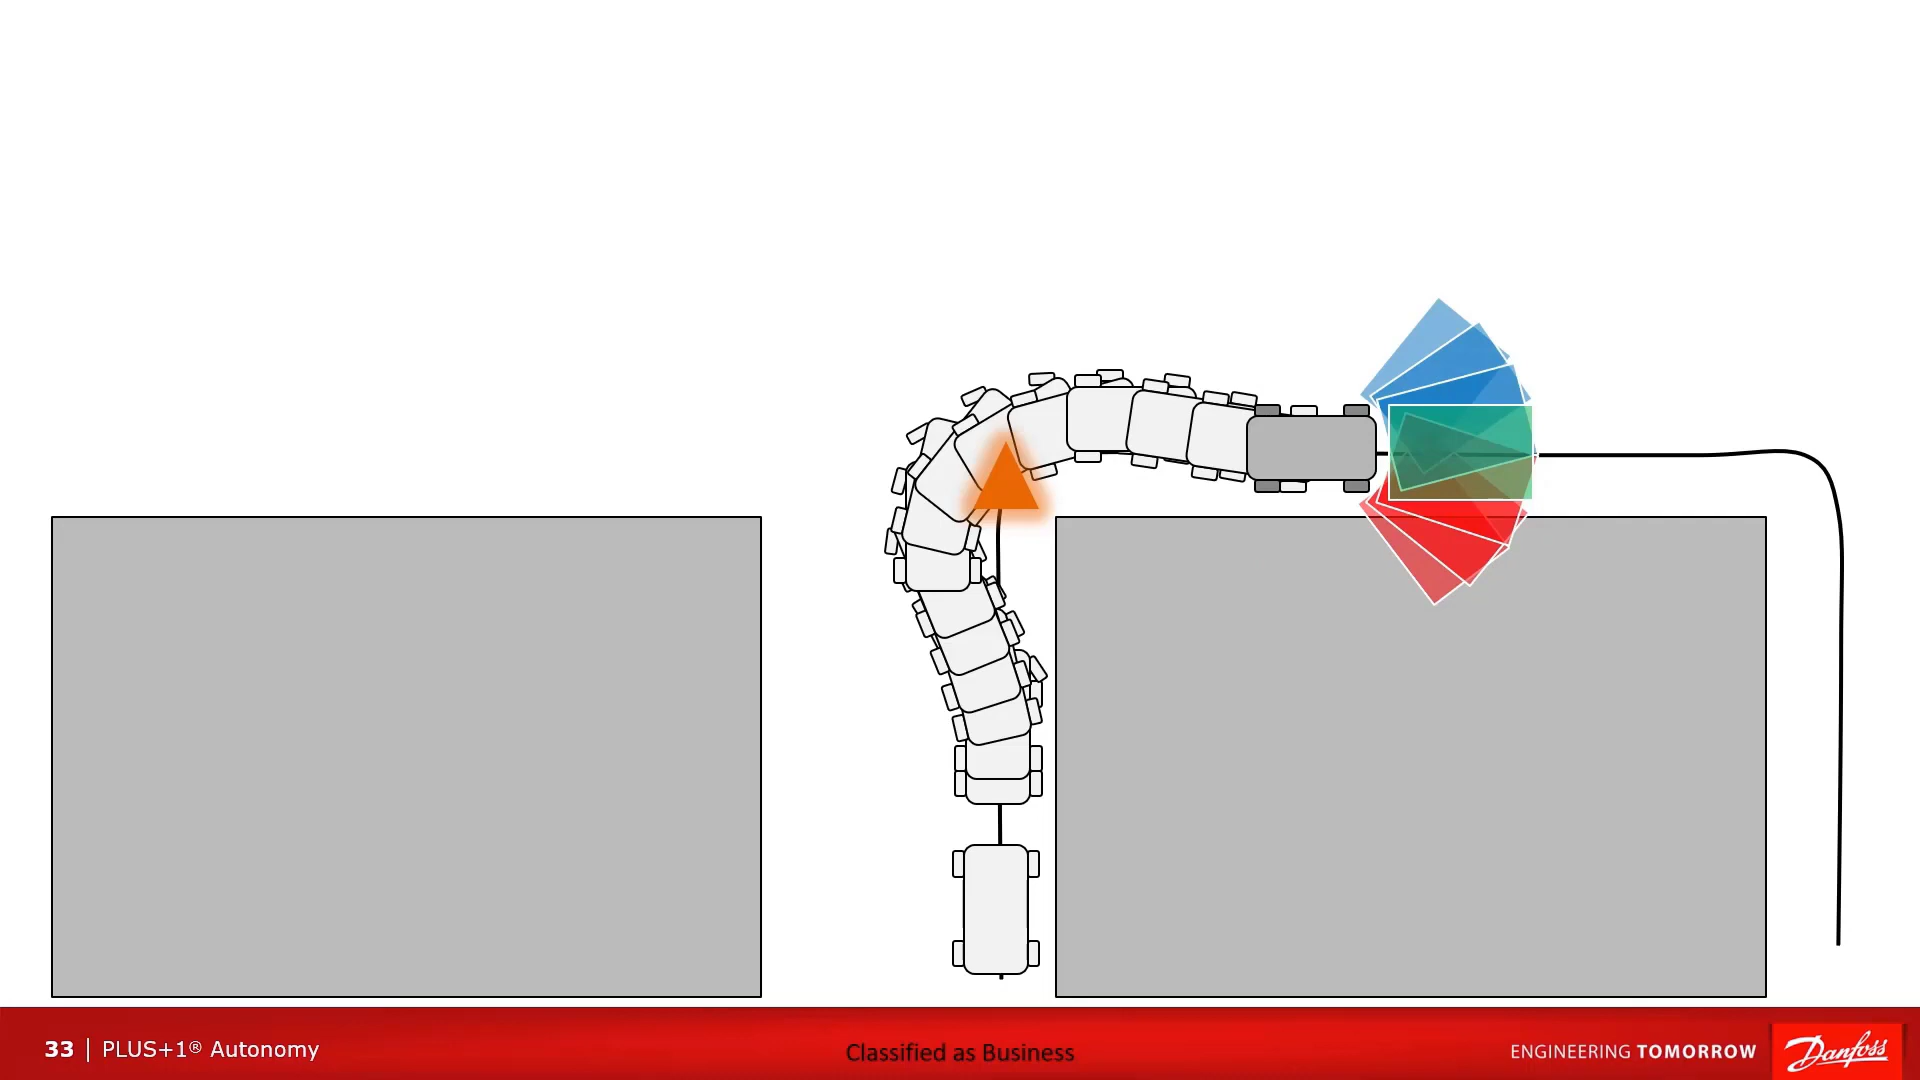 33 | PLUS+1® Autonomy
Classified as Business
ENGINEERING TOMORROW
Danfoss